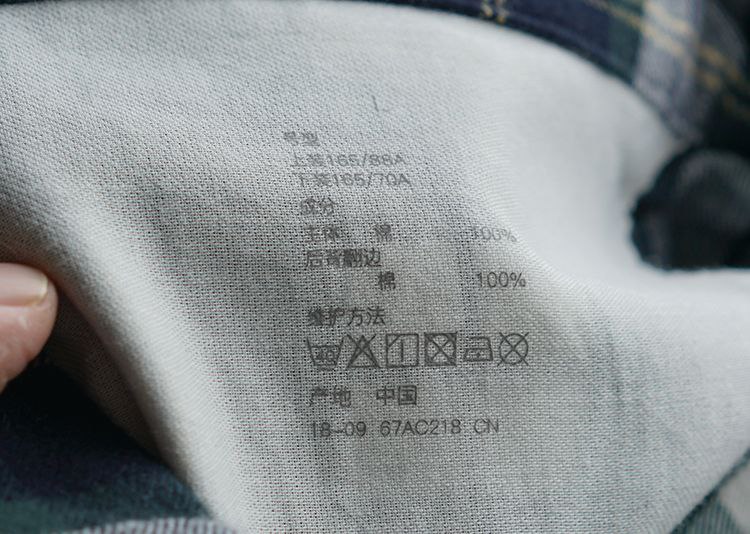 号型
上装165/88A
下装165/70A
成分
主体 棉 100%
后背翻边
棉 100%
维护方法
40
产地 中国
18-09 67AC218 CN